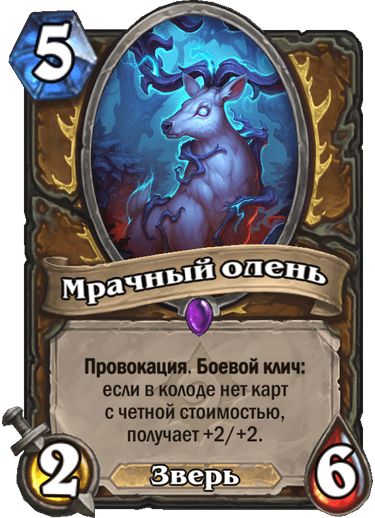 5
Мрачный олень
Провокация. Боевой клич:
если в колоде нет карт
с четной стоимостью,
получает +2/+2.
2
Зверь
6